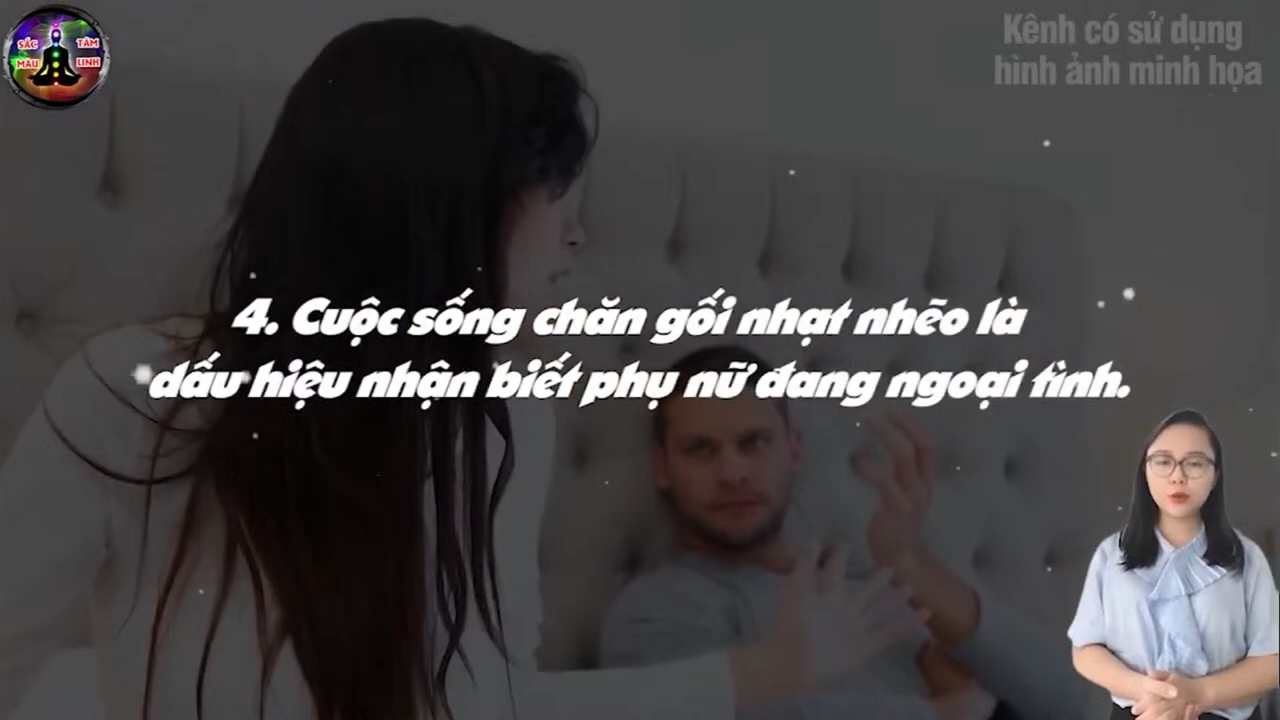 SẮC TÂM
MÀU LINH
Kênh có sử dụng
hình ảnh minh họa
4. Cuộc sống chăn gối nhạt nhẽo là
dấu hiệu nhận biết phụ nữ đang ngoại tình.